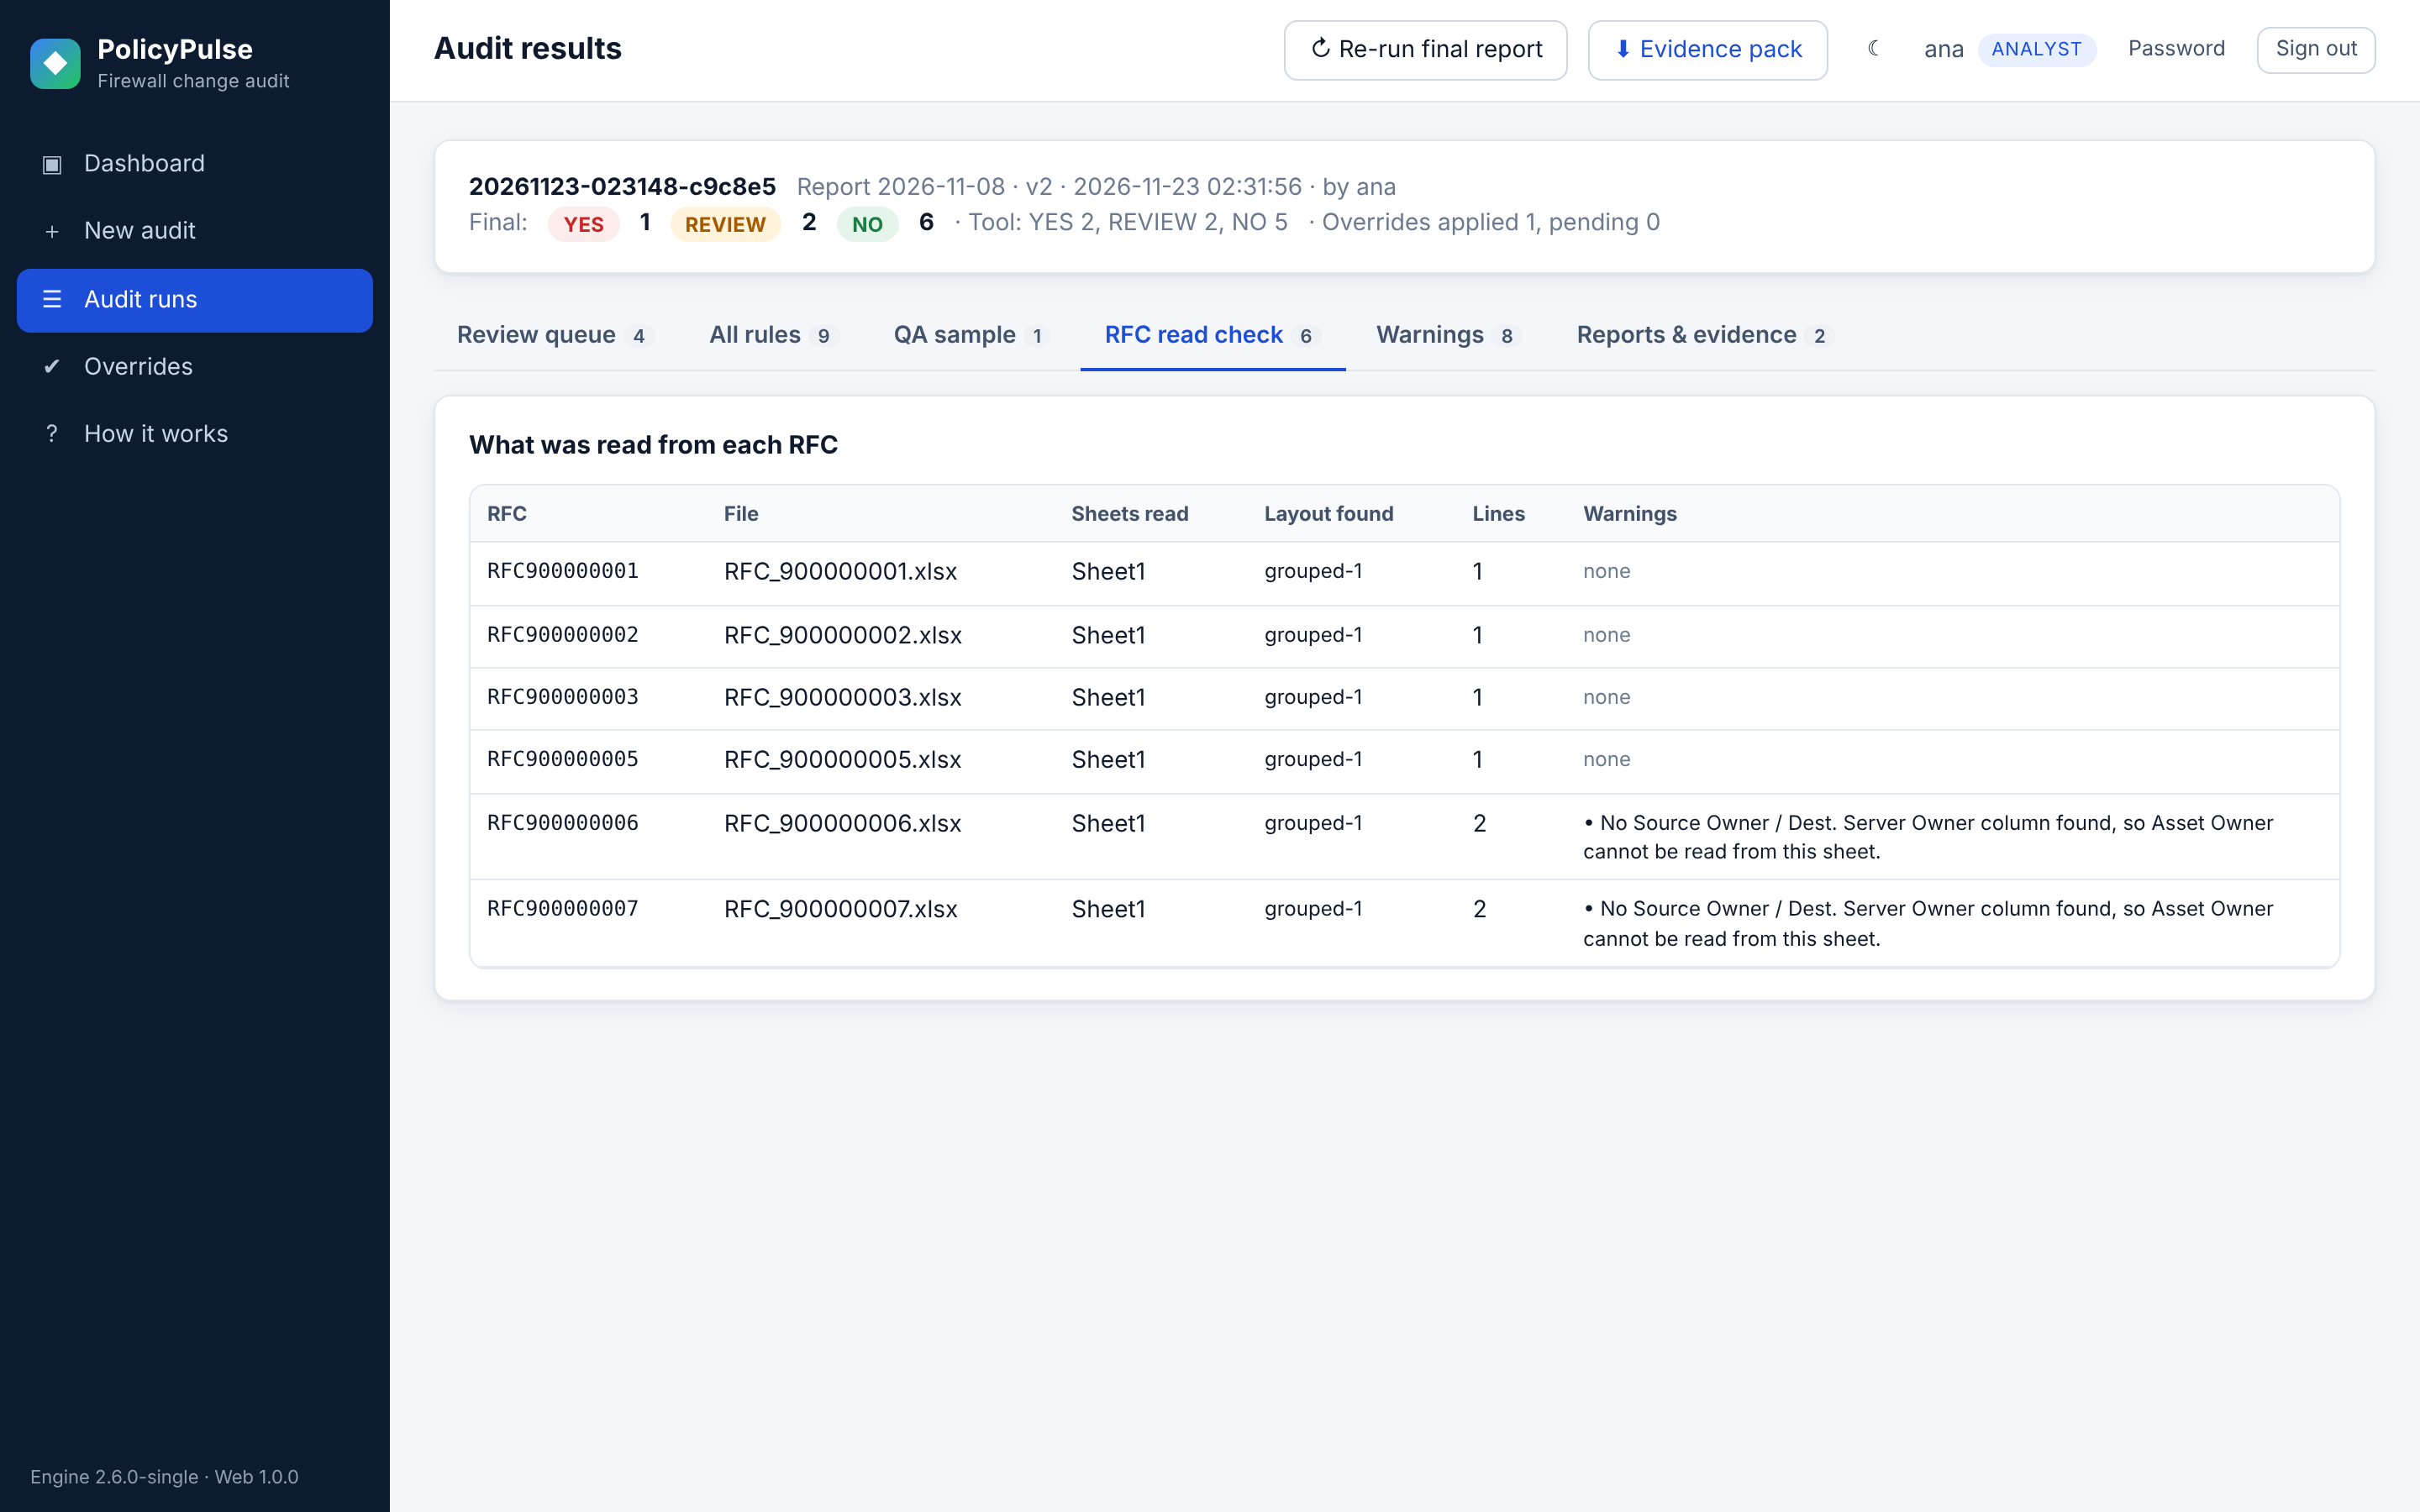 PolicyPulse
Firewall change audit
Dashboard
New audit
Audit runs
Overrides
? How it works
Engine 2.6.0-single · Web 1.0.0
Audit results
↻ Re-run final report
⬇ Evidence pack
☾
ana ANALYST
Password
Sign out
20261123-023148-c9c8e5 Report 2026-11-08 · v2 · 2026-11-23 02:31:56 · by ana
Final: YES 1 REVIEW 2 NO 6 · Tool: YES 2, REVIEW 2, NO 5 · Overrides applied 1, pending 0
Review queue 4 All rules 9 QA sample 1 RFC read check 6 Warnings 8 Reports & evidence 2
What was read from each RFC
RFC File Sheets read Layout found Lines Warnings
RFC900000001 RFC_900000001.xlsx Sheet1 grouped-1 1 none
RFC900000002 RFC_900000002.xlsx Sheet1 grouped-1 1 none
RFC900000003 RFC_900000003.xlsx Sheet1 grouped-1 1 none
RFC900000005 RFC_900000005.xlsx Sheet1 grouped-1 1 none
RFC900000006 RFC_900000006.xlsx Sheet1 grouped-1 2 • No Source Owner / Dest. Server Owner column found, so Asset Owner
cannot be read from this sheet.
RFC900000007 RFC_900000007.xlsx Sheet1 grouped-1 2 • No Source Owner / Dest. Server Owner column found, so Asset Owner
cannot be read from this sheet.